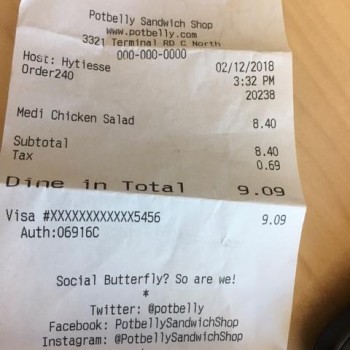 Potbelly Sandwich Shop
www.potbelly.com
3321 Terminal RD C North
000-000-0000
Host: Hytiesse 02/12/2018
Order240 3:32 PM
20238
Medi Chicken Salad 8.40
Subtotal 8.40
Tax 0.69
Dine in Total 9.09
Visa #XXXXXXXXXXXX5456 9.09
Auth:06916C
Social Butterfly? So are we!
*
Twitter: @potbelly
Facebook: PotbellySandwichShop
Instagram: @PotbellySandwichShop